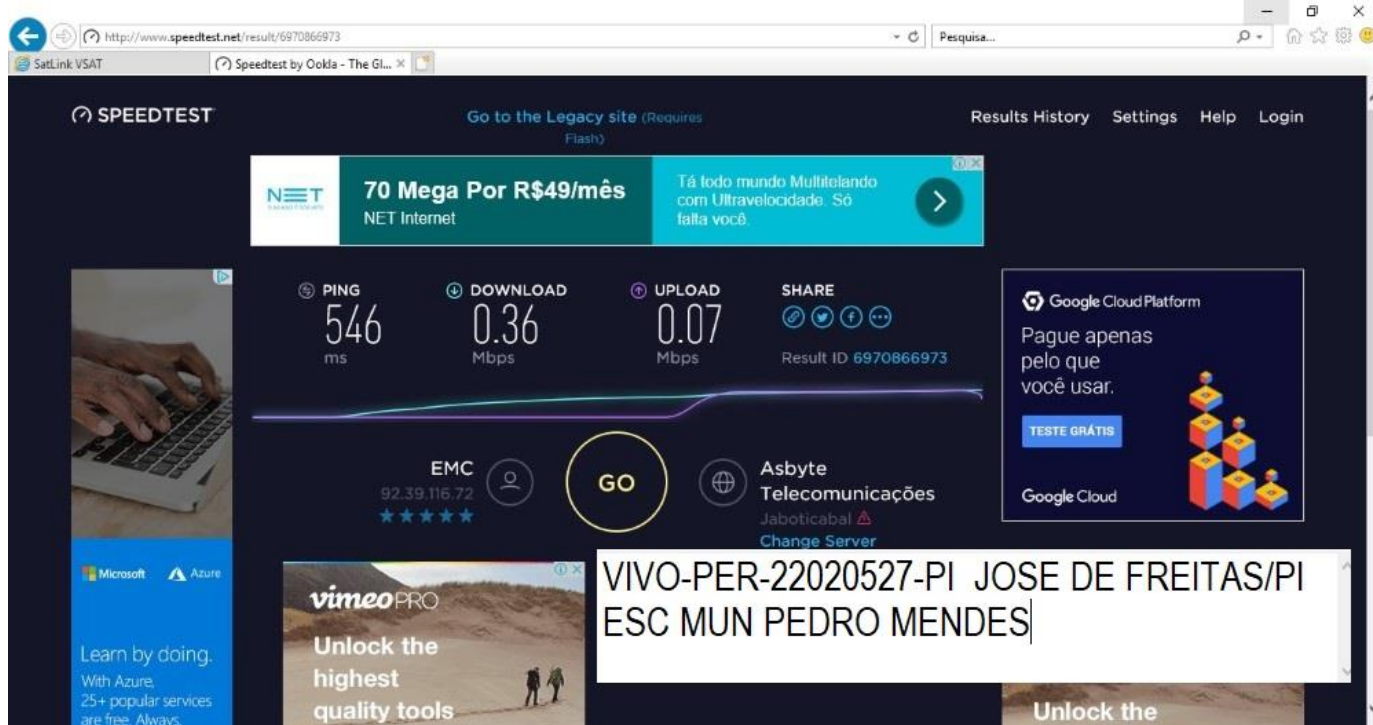 http://www.speedtest.net/result/6970866973
Pesquisa...
SatLink VSAT
Speedtest by Ookla - The Gl...
SPEEDTEST
Go to the Legacy site (Requires
Flash)
Results History Settings Help Login
NET
70 Mega Por R$49/mês
NET Internet
Tá todo mundo Multitelando
com Ultravelocidade. Só
falta você.
PING
546
ms
DOWNLOAD
0.36
Mbps
UPLOAD
0.07
Mbps
SHARE
Result ID 6970866973
Google Cloud Platform
Pague apenas
pelo que
você usar.
TESTE GRÁTIS
Google Cloud
EMC
92.39.116.72
GO
Asbyte
Telecomunicações
Jaboticabal
Change Server
Microsoft Azure
Learn by doing.
With Azure,
25+ popular services
are free. Always.
vimeo PRO
Unlock the
highest
quality tools
VIVO-PER-22020527-PI JOSE DE FREITAS/PI
ESC MUN PEDRO MENDES
Unlock the